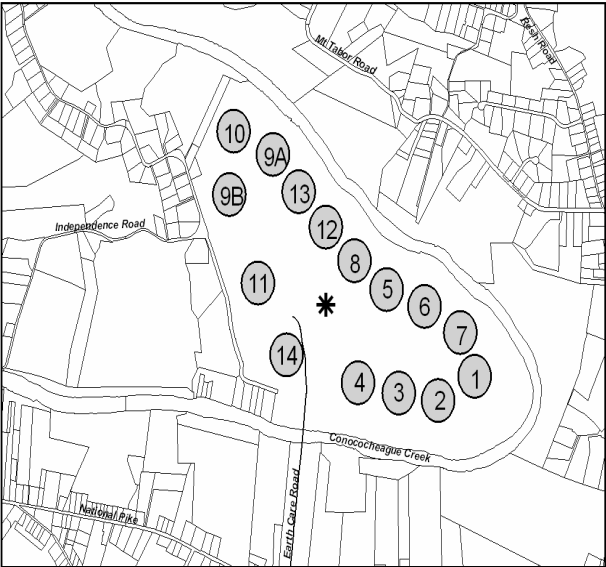 Resh Road
Mt Tabor Road
10
9A
9B
13
12
Independence Road
8
11
5
6
7
14
4
3
2
1
Conococheague Creek
Earth Care Road
National Pike